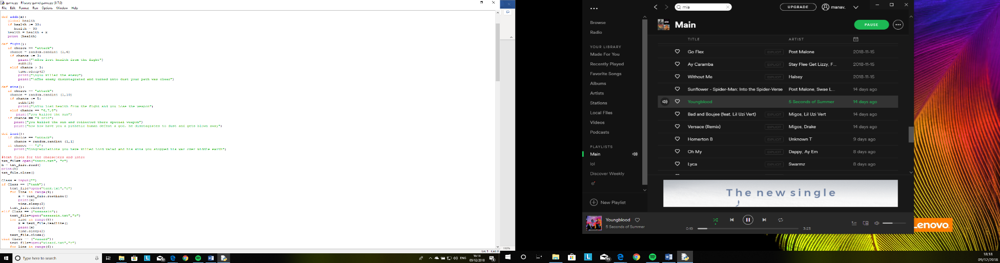 game.py - F:\story game\game.py (3.7.0)
File Edit Format Run Options Window Help
def addh(x):
global health
if health >= 30:
health = 30
health = health + x
print (health)
def fight():
if choice == "attack":
chance = random.randint (1,6)
if chance <= 3:
print("\nYou lost health from the fight")
subh(5)
elif chance > 3:
time.sleep(2)
print("\nyou killed the enemy")
print("\nThe enemy disintagrated and turned into dust your path was clear")
def sins():
if choice == "attack":
chance = random.randint (1,10)
if chance <= 5:
subh(15)
print("\nYou lost health from the fight and you lose the weapon")
elif chance == "6,7,8":
print("you killed the sin")
if chance == "9 or10":
print("you killed the sin and collected there special weapon")
print("how how have you a pithetic human defeat a god. he disntagrates to dust and gets blown away")
def lord():
if choice == "attack":
chance = random.randint (1,1)
if chance == "1":
print("Congratulations you have killed lord valad and his sins you stopped his war over middle earth")
#text files for the characters and intro
txt_file= open("intro.txt", "r")
h = txt_file.read()
print(h)
txt_file.close()
Class = input("")
if Class == ("tank"):
text_file=open("tank.txt","r")
for line in range(9):
x = text_file.readline()
print(x)
time.sleep(2)
text_file.close()
elif Class == ("assassin"):
text_file=open("assassin.txt","r")
for line in range(8):
x = text_file.readline()
print(x)
time.sleep(2)
text_file.close()
elif Class == ("wizard"):
text_file=open("wizard.txt","r")
for line in range(6):
Ln: 1 Col: 0
110%
Type here to search
19
ENG
18:18
09/12/2018
4
mia
UPGRADE
manav.
Browse
Radio
YOUR LIBRARY
Made For You
Recently Played
Favorite Songs
Albums
Artists
Stations
Local Files
Videos
Podcasts
PLAYLISTS
Main
lol
Discover Weekly
New Playlist
Main
PAUSE
TITLE ARTIST
Go Flex EXPLICIT Post Malone 2018-11-15
Ay Caramba EXPLICIT Stay Flee Get Lizzy, F... 2018-11-15
Without Me EXPLICIT Halsey 2018-11-15
Sunflower - Spider-Man: Into the Spider-Verse Post Malone, Swae L... 14 days ago
Youngblood 5 Seconds of Summer 14 days ago
Bad and Boujee (feat. Lil Uzi Vert) EXPLICIT Migos, Lil Uzi Vert 14 days ago
Versace (Remix) EXPLICIT Migos, Drake 14 days ago
Homerton B EXPLICIT Unknown T 9 days ago
Oh My EXPLICIT Dappy, Ay Em 8 days ago
Lyca EXPLICIT Swarmz 8 days ago
The new single
Youngblood
5 Seconds of Summer
0:19
3:23
Lenovo
19
18:18
09/12/2018